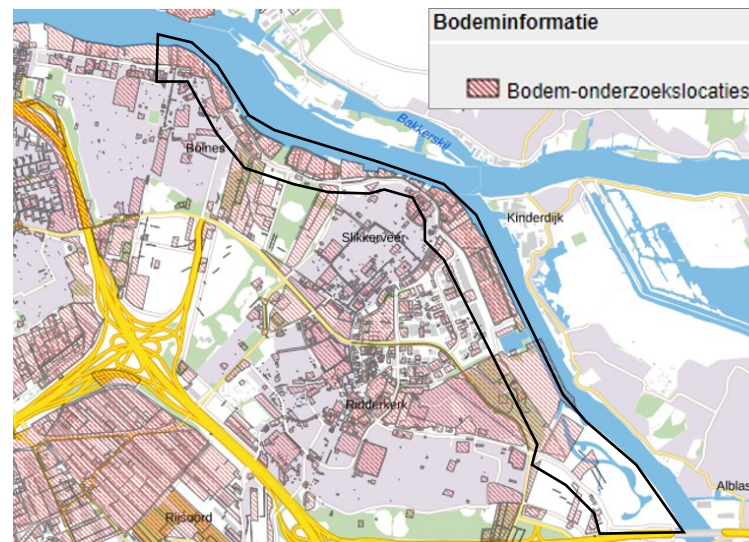 Bodeminformatie
Bodem-onderzoekslocaties
Bakkerskil
Bolnes
Kinderdijk
Slikkerveer
Ridderkerk
Alblas
Rijsoord